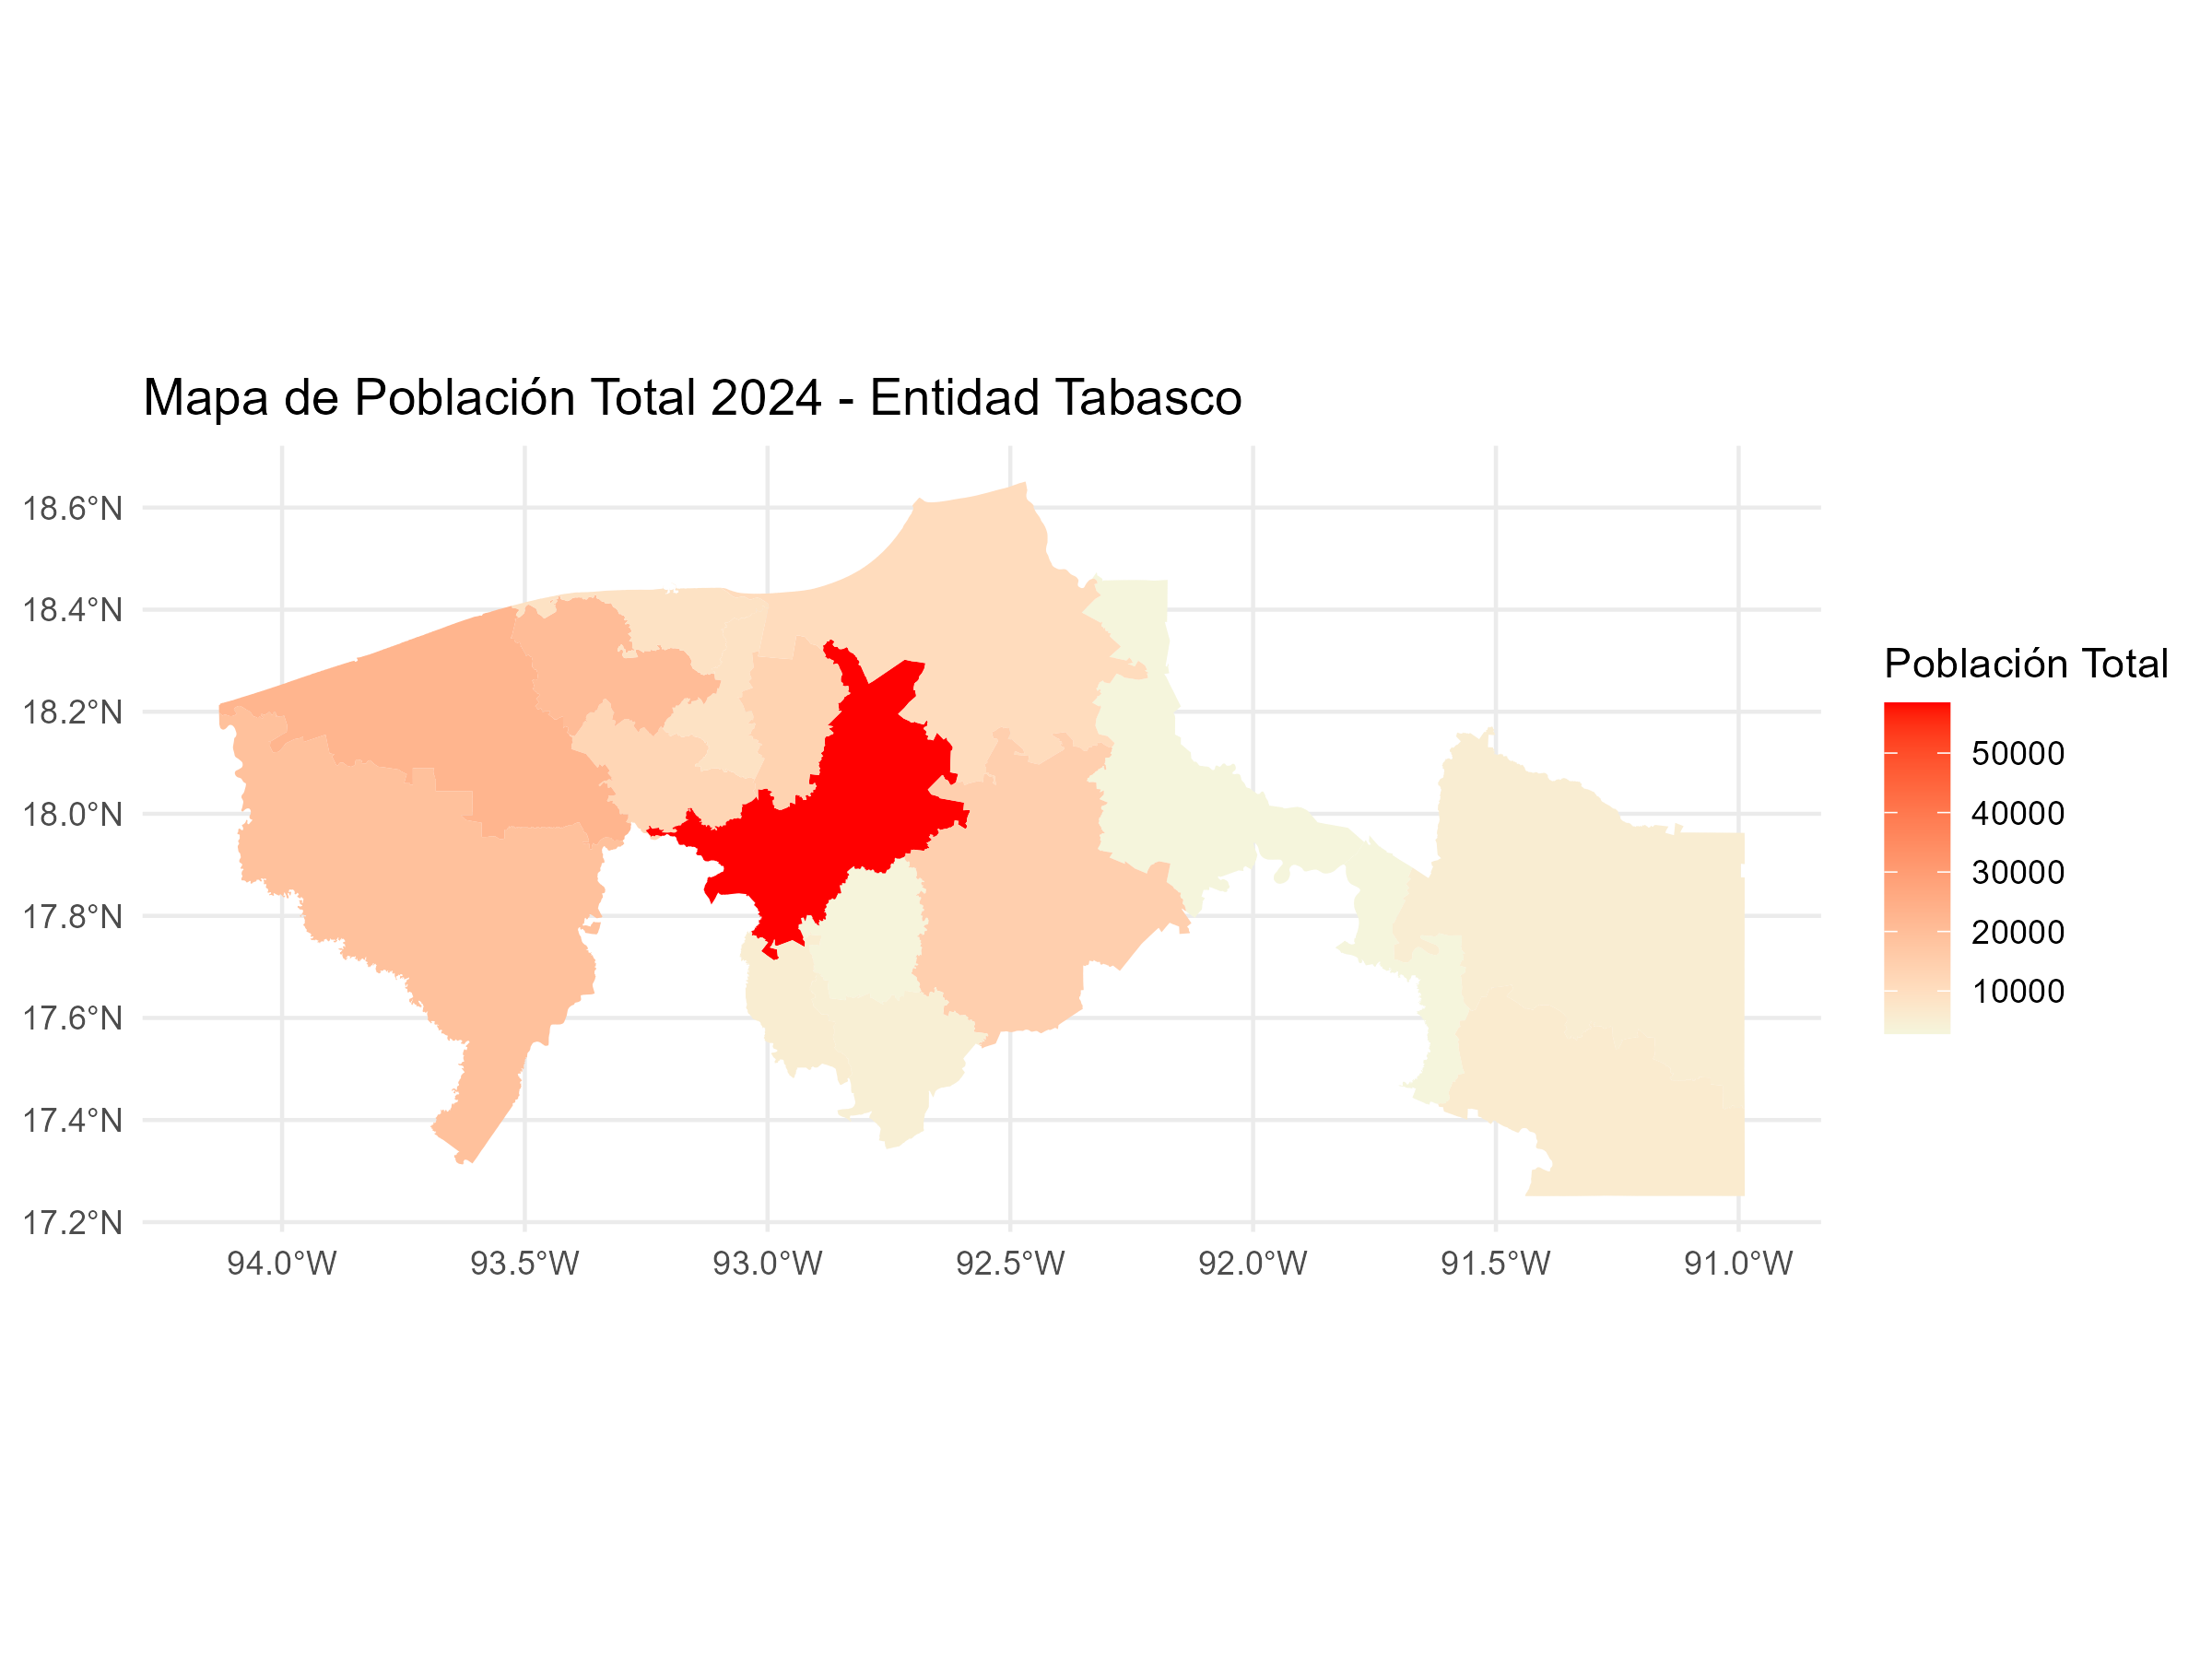 Mapa de Población Total 2024 - Entidad Tabasco
18.6°N
18.4°N
18.2°N
18.0°N
17.8°N
17.6°N
17.4°N
17.2°N
94.0°W
93.5°W
93.0°W
92.5°W
92.0°W
91.5°W
91.0°W
Población Total
50000
40000
30000
20000
10000